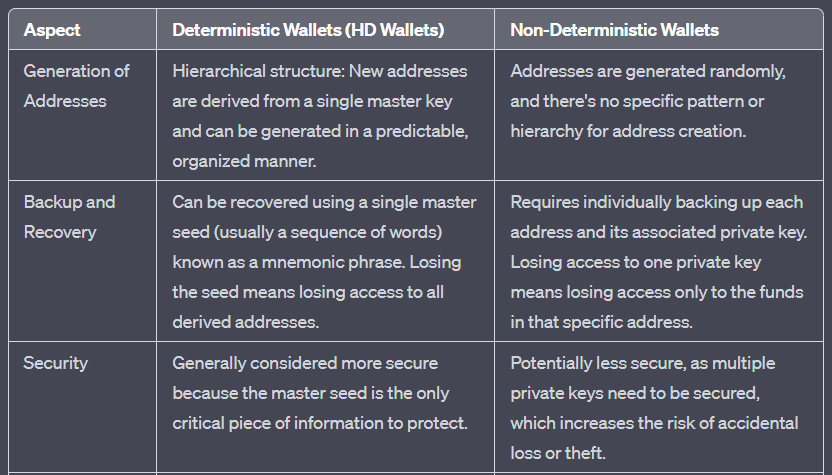 Aspect
Deterministic Wallets (HD Wallets)
Non-Deterministic Wallets
Generation of
Addresses
Hierarchical structure: New addresses
are derived from a single master key
and can be generated in a predictable,
organized manner.
Addresses are generated randomly,
and there's no specific pattern or
hierarchy for address creation.
Backup and
Recovery
Can be recovered using a single master
seed (usually a sequence of words)
known as a mnemonic phrase. Losing
the seed means losing access to all
derived addresses.
Requires individually backing up each
address and its associated private key.
Losing access to one private key
means losing access only to the funds
in that specific address.
Security
Generally considered more secure
because the master seed is the only
critical piece of information to protect.
Potentially less secure, as multiple
private keys need to be secured,
which increases the risk of accidental
loss or theft.